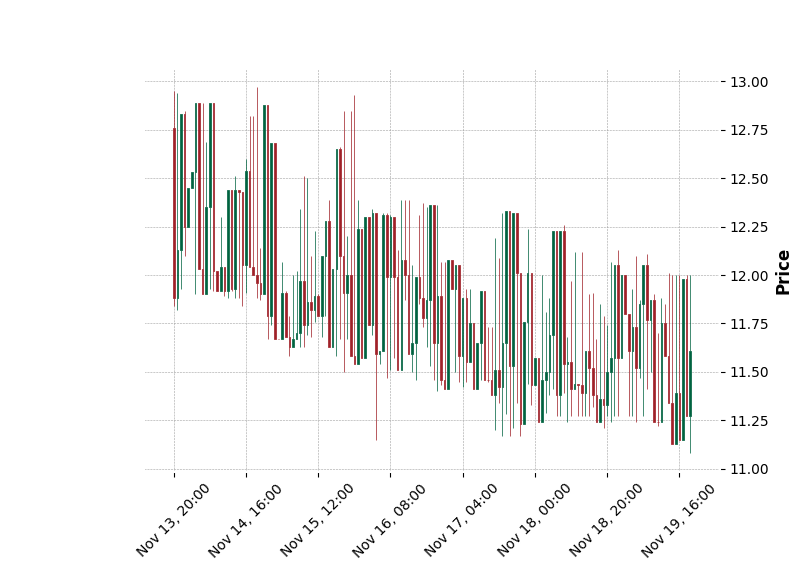 13.00
12.75
12.50
12.25
12.00
11.75
11.50
11.25
11.00
Price
Nov 13, 20:00
Nov 14, 16:00
Nov 15, 12:00
Nov 16, 08:00
Nov 17, 04:00
Nov 18, 00:00
Nov 18, 20:00
Nov 19, 16:00